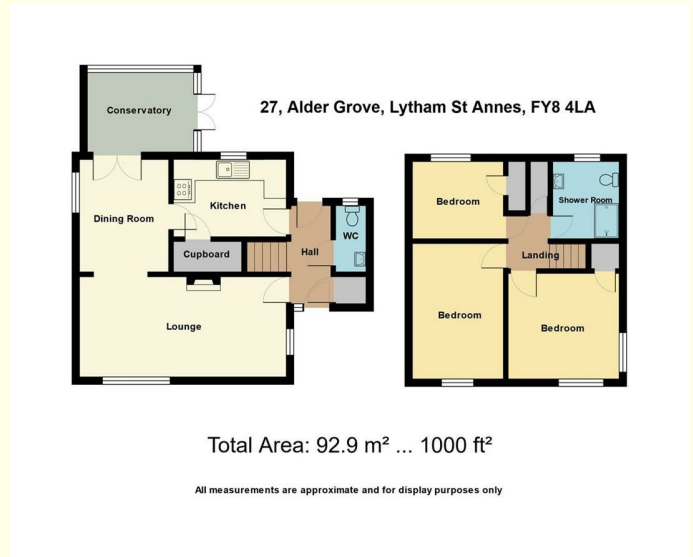 27, Alder Grove, Lytham St Annes, FY8 4LA
Conservatory
Dining Room
Kitchen
WC
Hall
Cupboard
Lounge
Bedroom
Shower Room
Landing
Bedroom
Bedroom
Total Area: 92.9 m² ... 1000 ft²
All measurements are approximate and for display purposes only